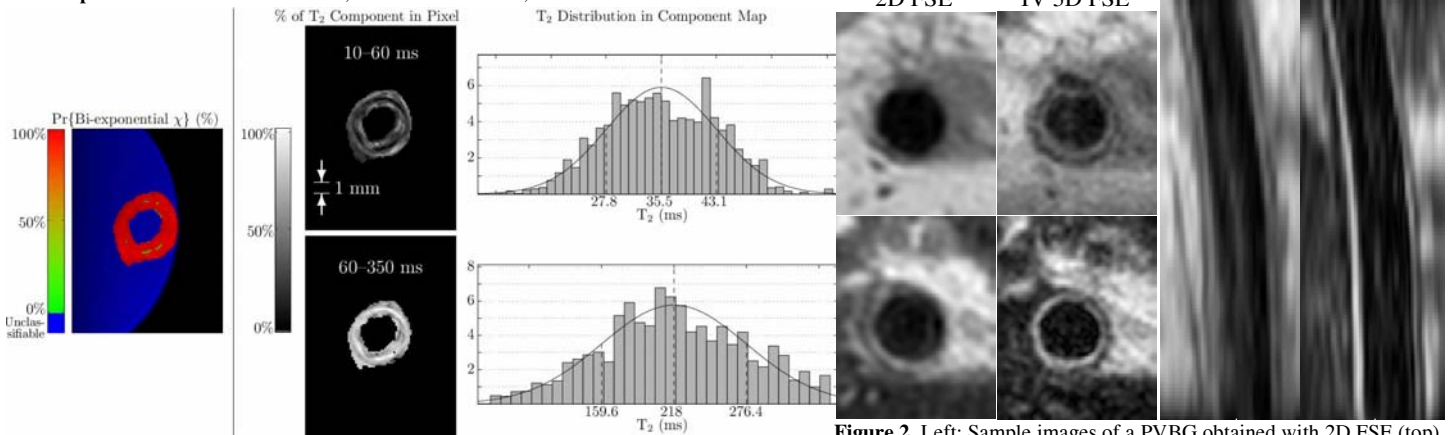 % of T₂ Component in Pixel
T₂ Distribution in Component Map
2D FSE
Pr{Bi-exponential χ} (%)
100%
50%
0%
Unclas-
sifiable
100%
50%
0%
10–60 ms
1 mm
60–350 ms
6
4
2
27.8
35.5
43.1
T₂ (ms)
8
6
4
2
159.6
218
276.4
T₂ (ms)
Figure 2. Left: Sample images of a PVBG obtained with 2D FSE (top)